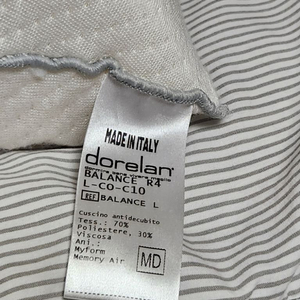 MADE IN ITALY
dorelan
BALANCE R4
L-CO-C10
REF BALANCE L
Cuscino antidecubito
Tess.: 70%
Poliestere, 30%
Viscosa
Ani.:
Myform
Memory Air
MD